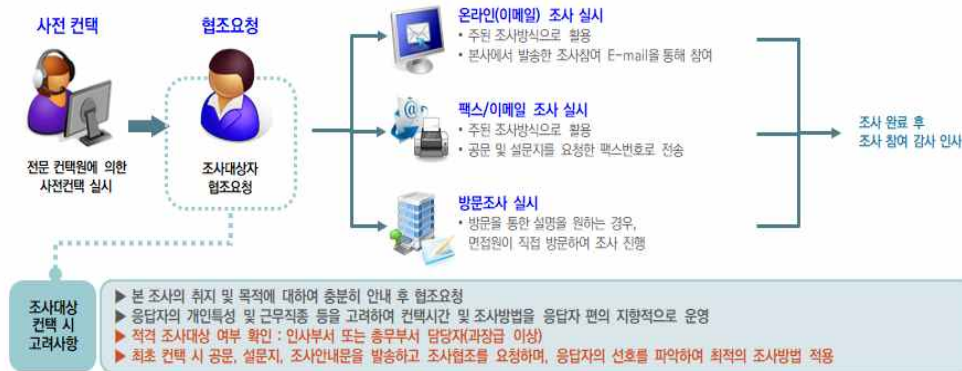 사전 컨택
협조요청
전문 컨택원에 의한
사전컨택 실시
조사대상자
협조요청
온라인(이메일) 조사 실시
• 주된 조사방식으로 활용
• 본사에서 발송한 조사참여 E-mail을 통해 참여
팩스/이메일 조사 실시
• 주된 조사방식으로 활용
• 공문 및 설문지를 요청한 팩스번호로 전송
방문조사 실시
• 방문을 통한 설명을 원하는 경우,
면접원이 직접 방문하여 조사 진행
조사 완료 후
조사 참여 감사 인사
조사대상
컨택 시
고려사항
▶ 본 조사의 취지 및 목적에 대하여 충분히 안내 후 협조요청
▶ 응답자의 개인특성 및 근무직종 등을 고려하여 컨택시간 및 조사방법을 응답자 편의 지향적으로 운영
▶ 적격 조사대상 여부 확인 : 인사부서 또는 총무부서 담당자(과장급 이상)
▶ 최초 컨택 시 공문, 설문지, 조사안내문을 발송하고 조사협조를 요청하며, 응답자의 선호를 파악하여 최적의 조사방법 적용